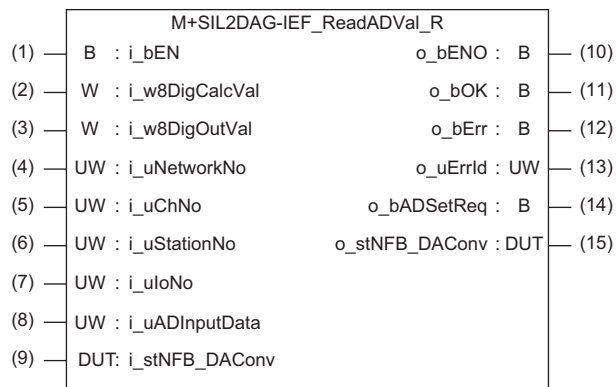 M+SIL2DAG-IEF_ReadADVal_R
(1) B : i_bEN o_bENO : B (10)
(2) W : i_w8DigCalcVal o_bOK : B (11)
(3) W : i_w8DigOutVal o_bErr : B (12)
(4) UW : i_uNetworkNo o_uErrId : UW (13)
(5) UW : i_uChNo o_bADSetReq : B (14)
(6) UW : i_uStationNo o_stNFB_DAConv : DUT (15)
(7) UW : i_uIoNo
(8) UW : i_uADInputData
(9) DUT: i_stNFB_DAConv